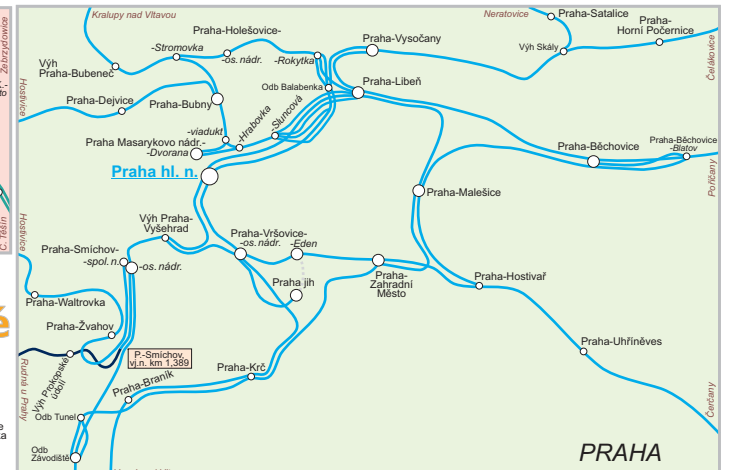 Kralupy nad Vltavou
Neratovice
Praha-Satalice
Praha-
Horní Počernice
Praha-Holešovice-
-Stromovka
-os. nádr.
-Rokytka
Praha-Vysočany
Výh Skály
Čelákovice
Výh
Praha-Bubeneč
Hostivice
Praha-Dejvice
Praha-Bubny
Odb Balabenka
Praha-Libeň
-viadukt
-Hrabovka
-Sluncová
Praha Masarykovo nádr.-
-Dvorana
Praha hl. n.
Praha-Běchovice
Praha-Běchovice
-Blatov
Poříčany
Praha-Malešice
Výh Praha-
Vyšehrad
Praha-Vršovice-
-os. nádr.
-Eden
Hostivice
Praha-Smíchov-
-spol. n.
-os. nádr.
Praha jih
Praha-
Zahradní
Město
Praha-Hostivař
Praha-Waltrovka
Praha-Žvahov
P.-Smíchov,
vj.n. km 1,389
Praha-Uhříněves
Výh Prokopské
údolí
Rudná u Prahy
Praha-Krč
Praha-Braník
Odb Tunel
Odb
Závodiště
Čerčany
PRAHA
Zebrzydowice
Č. Těšín